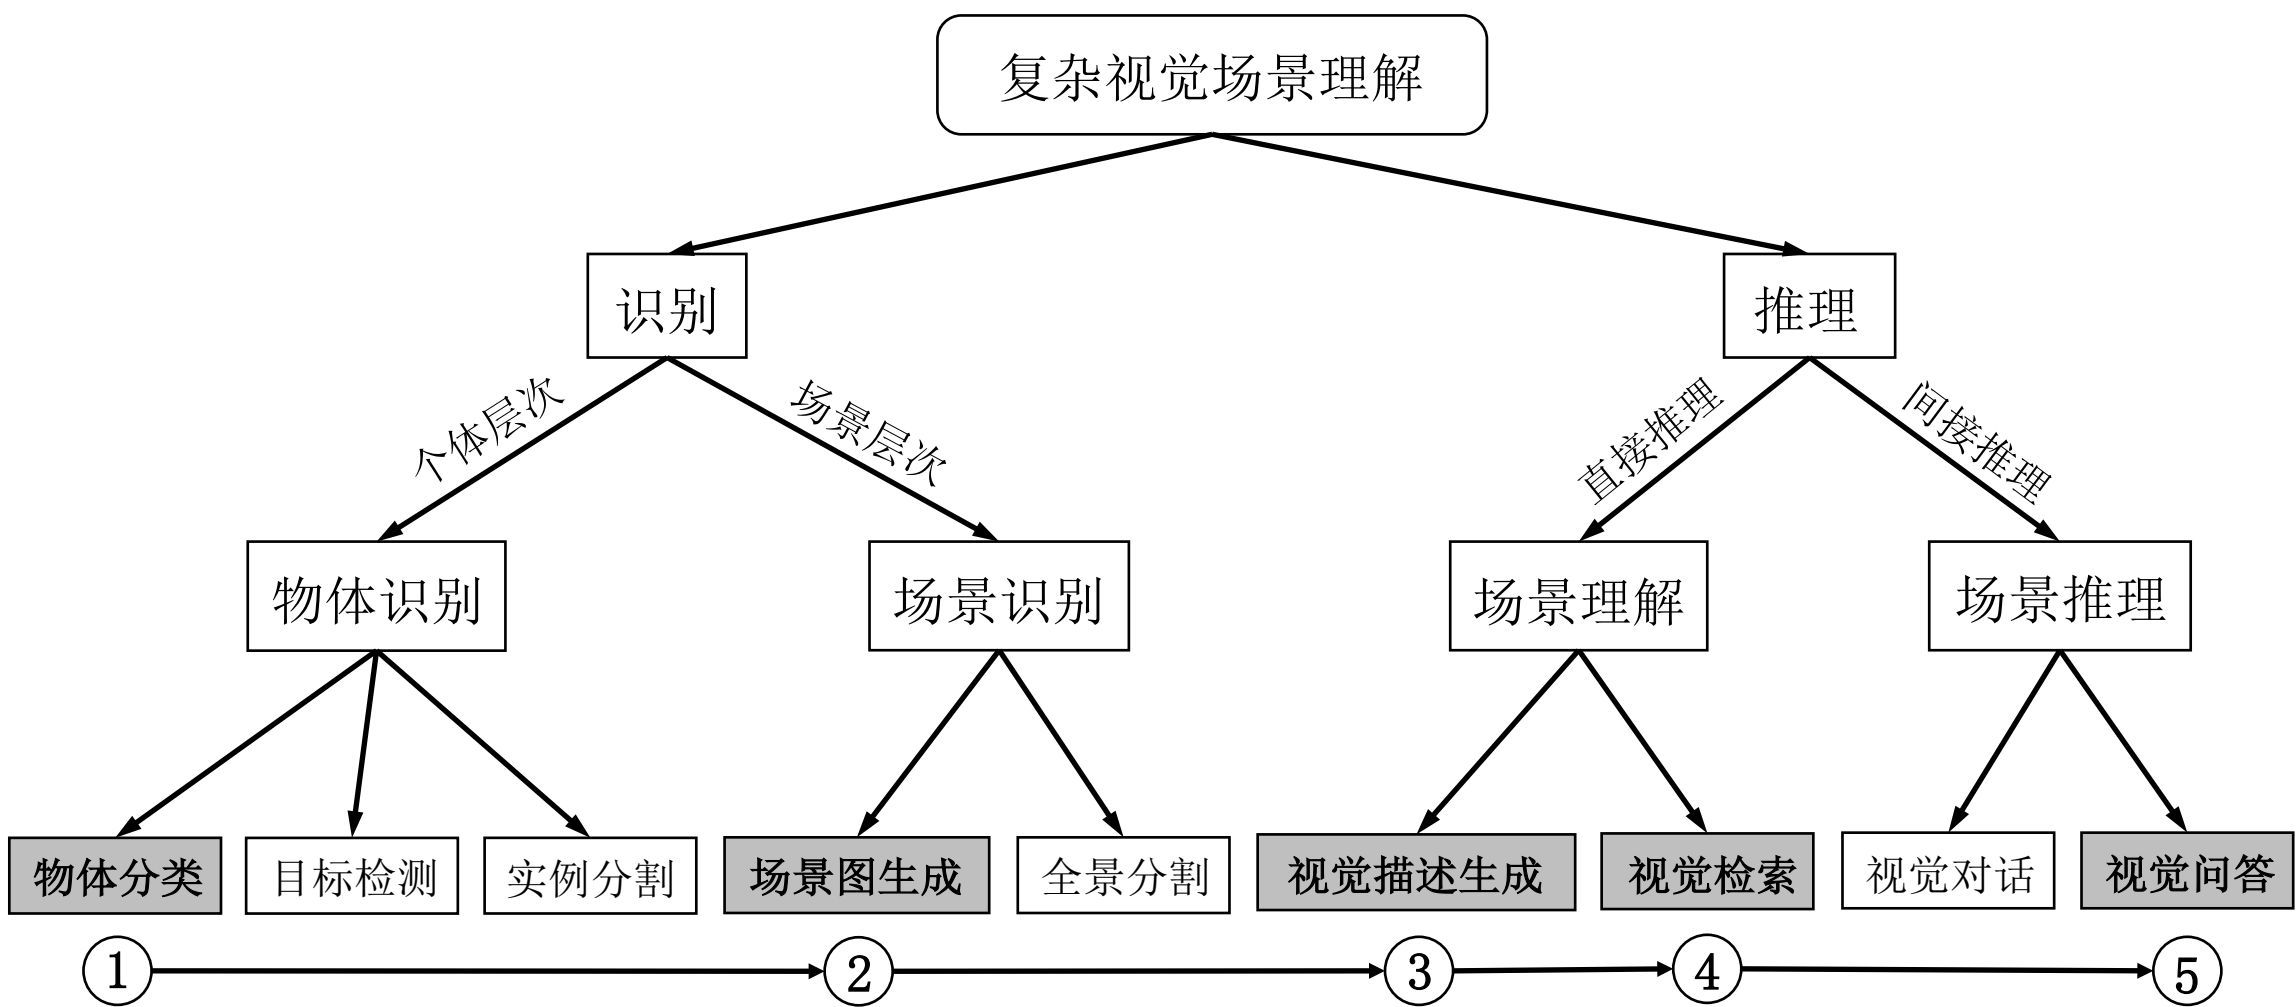 复杂视觉场景理解
识别
推理
个体层次
场景层次
直接推理
间接推理
物体识别
场景识别
场景理解
场景推理
物体分类
目标检测
实例分割
场景图生成
全景分割
视觉描述生成
视觉检索
视觉对话
视觉问答
1
2
3
4
5